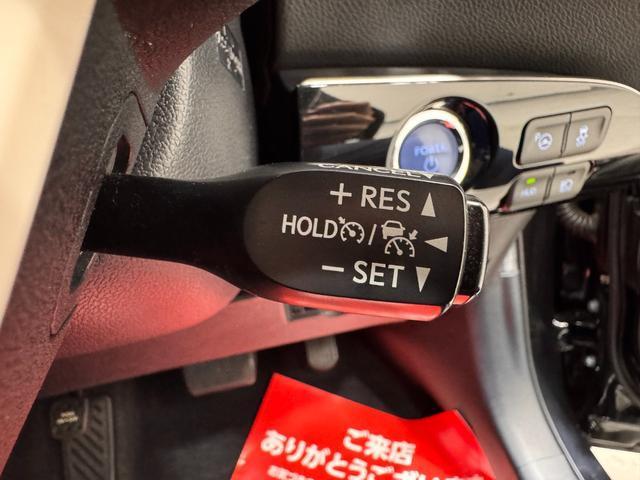 POWER
CANCEL
+ RES ▲
HOLD / ◀
− SET ▼
ご来店
ありがとうござい